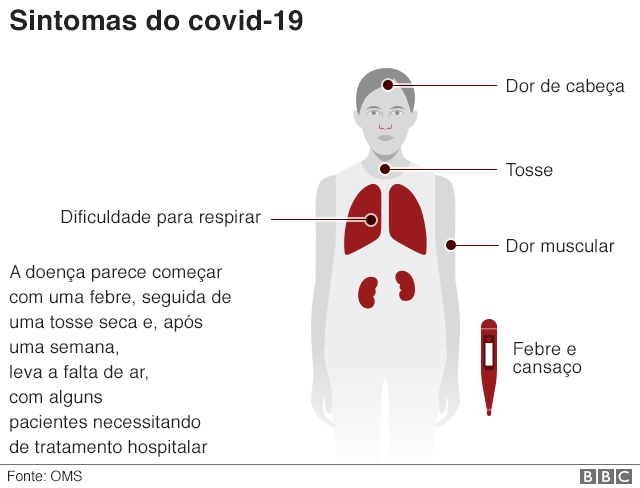 Sintomas do covid-19
Dor de cabeça
Tosse
Dificuldade para respirar
Dor muscular
A doença parece começar
com uma febre, seguida de
uma tosse seca e, após
uma semana,
leva a falta de ar,
com alguns
pacientes necessitando
de tratamento hospitalar
Febre e
cansaço
Fonte: OMS
BBC